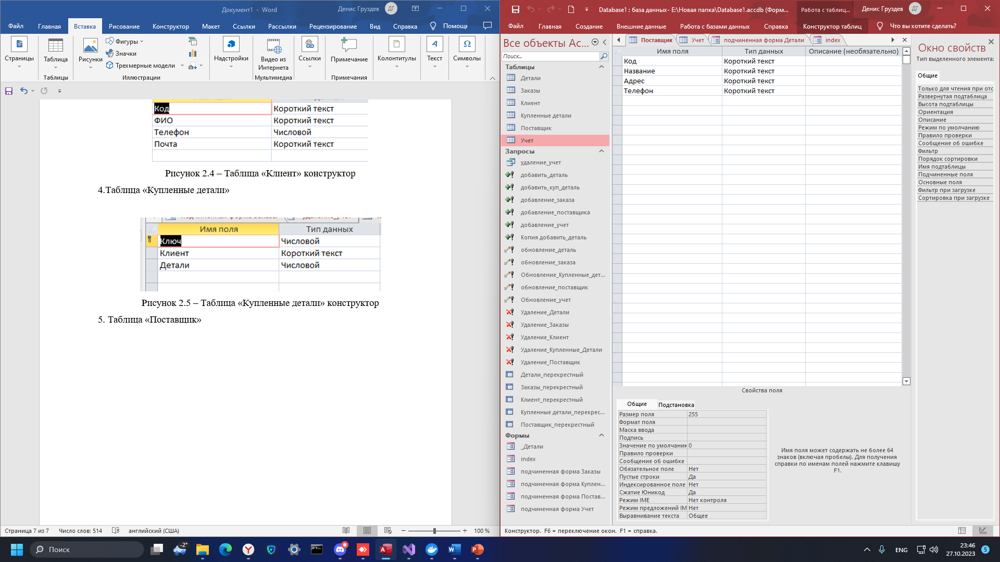 Документ1 - Word
Денис Груздев
ДГ
Файл
Главная
Вставка
Рисование
Конструктор
Макет
Ссылки
Рассылки
Рецензирование
Вид
Справка
Страницы
Таблица
Рисунки
Фигуры
Значки
Трехмерные модели
Надстройки
Видео из
Интернета
Ссылки
Примечание
Колонтитулы
Текст
Символы
Таблицы
Иллюстрации
Мультимедиа
Примечания
Код Короткий текст
ФИО Короткий текст
Телефон Числовой
Почта Короткий текст
Рисунок 2.4 – Таблица «Клиент» конструктор
4.Таблица «Купленные детали»
Имя поля Тип данных
Ключ Числовой
Клиент Короткий текст
Детали Числовой
Рисунок 2.5 – Таблица «Купленные детали» конструктор
5. Таблица «Поставщик»
Страница 7 из 7
Число слов: 514
английский (США)
100 %
Database1 : база данных- E:\Новая папка\Database1.accdb (Форм...
Работа с таблиц...
Денис Груздев
ДГ
Файл
Главная
Создание
Внешние данные
Работа с базами данных
Справка
Конструктор таблиц
Что вы хотите сделать?
Все объекты Ac...
Поиск...
Таблицы
Детали
Заказы
Клиент
Купленные детали
Поставщик
Учет
Запросы
удаление_учет
добавить_деталь
добавить_куп_деталь
добавление_заказа
добавление_поставщика
добавление_учет
Копия добавить_деталь
обновление_деталь
обновление_заказа
Обновление_Купленные_дет...
обновление_поставщик
Обновление_учет
Удаление_Детали
Удаление_Заказы
Удаление_Клиент
Удаление_Купленные_Детали
Удаление_Поставщик
Детали_перекрестный
Заказы_перекрестный
Клиент_перекрестный
Купленные детали_перекрес...
Поставщик_перекрестный
Формы
_Детали
index
подчиненная форма Заказы
подчиненная форма Куплен...
подчиненная форма Постав...
подчиненная форма Учет
Поставщик
Учет
подчиненная форма Детали
index
Имя поля Тип данных Описание (необязательно)
Код Короткий текст
Название Короткий текст
Адрес Короткий текст
Телефон Короткий текст
Свойства поля
Общие
Подстановка
Размер поля 255
Формат поля
Маска ввода
Подпись
Значение по умолчанию 0
Правило проверки
Сообщение об ошибке
Обязательное поле Нет
Пустые строки Да
Индексированное поле Нет
Сжатие Юникод Да
Режим IME Нет контроля
Режим предложений IM Нет
Выравнивание текста Общее
Имя поля может содержать не более 64
знаков (включая пробелы). Для получения
справки по именам полей нажмите клавишу
F1.
Окно свойств
Тип выделенного элемента:
Общие
Только для чтения при отс
Развернутая подтаблица
Высота подтаблицы
Ориентация
Описание
Режим по умолчанию
Правило проверки
Сообщение об ошибке
Фильтр
Порядок сортировки
Имя подтаблицы
Подчиненные поля
Основные поля
Фильтр при загрузке
Сортировка при загрузке
Конструктор. F6 = переключение окон. F1 = справка.
Поиск
-2°
ENG
23:46
27.10.2023
5